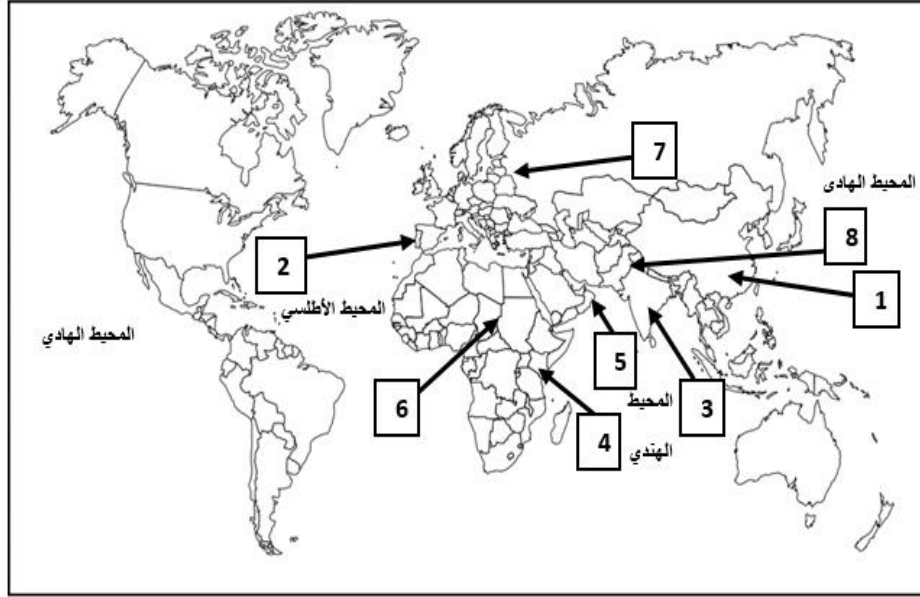 7
المحيط الهادى
8
2
1
المحيط الأطلسي
المحيط الهادي
5
6
المحيط
3
4
الهندي